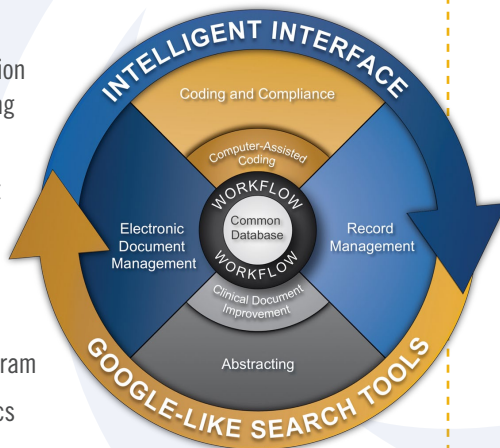 INTELLIGENT INTERFACE
Coding and Compliance
Computer-Assisted
Coding
WORKFLOW
Common
Database
WORKFLOW
Electronic
Document
Management
Record
Management
Clinical Document
Improvement
Abstracting
GOOGLE-LIKE SEARCH TOOLS